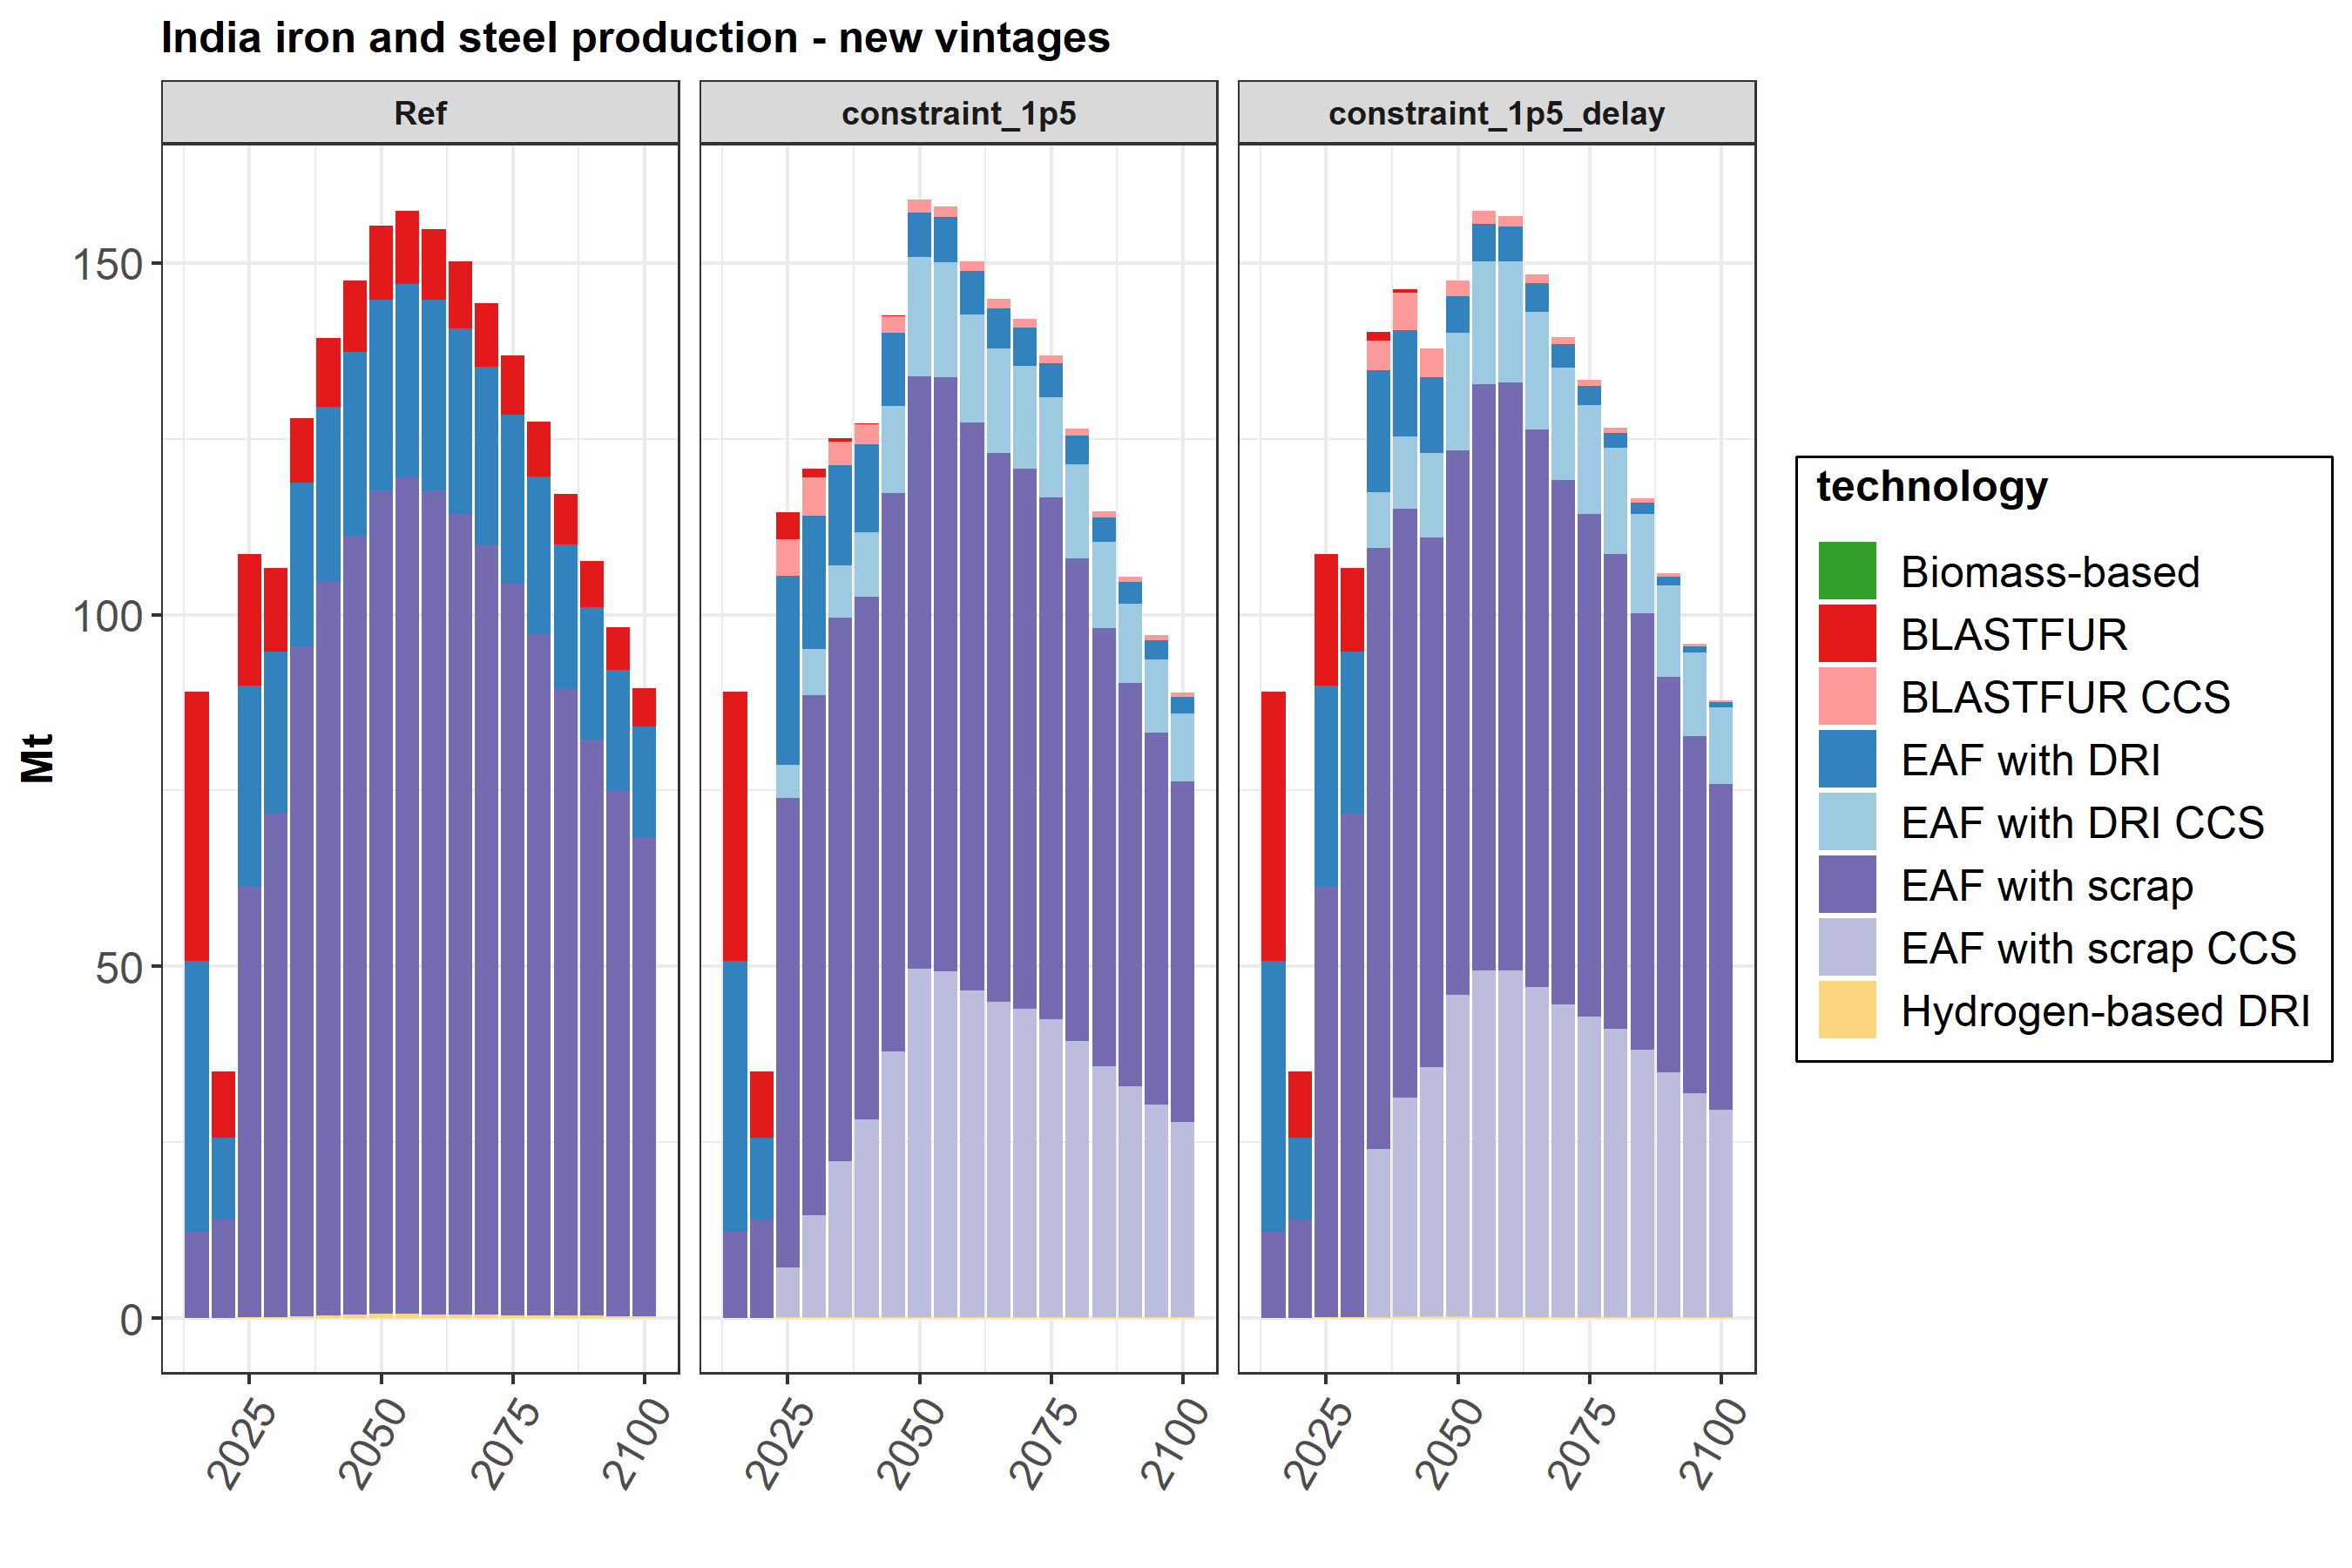 India iron and steel production - new vintages
Ref
constraint_1p5
constraint_1p5_delay
Mt
150
100
50
0
2025
2050
2075
2100
2025
2050
2075
2100
2025
2050
2075
2100
technology
Biomass-based
BLASTFUR
BLASTFUR CCS
EAF with DRI
EAF with DRI CCS
EAF with scrap
EAF with scrap CCS
Hydrogen-based DRI